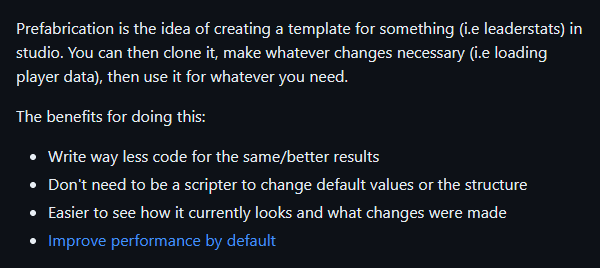 Prefabrication is the idea of creating a template for something (i.e leaderstats) in
studio. You can then clone it, make whatever changes necessary (i.e loading
player data), then use it for whatever you need.
The benefits for doing this:
• Write way less code for the same/better results
• Don't need to be a scripter to change default values or the structure
• Easier to see how it currently looks and what changes were made
• Improve performance by default